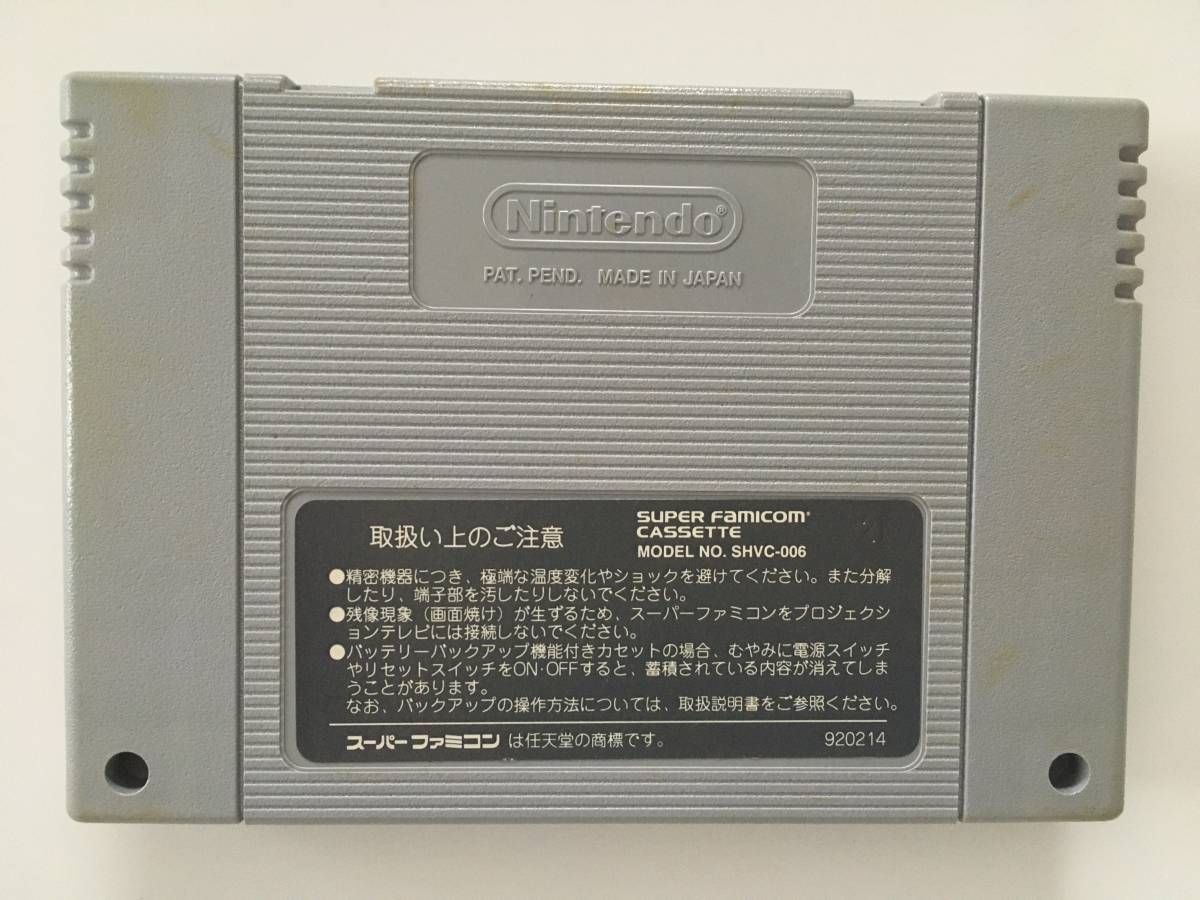 Nintendo®
PAT. PEND. MADE IN JAPAN
取扱い上のご注意
SUPER FAMICOM®
CASSETTE
MODEL NO. SHVC-006
●精密機器につき、極端な温度変化やショックを避けてください。また分解
したり、端子部を汚したりしないでください。
●残像現象（画面焼け）が生ずるため、スーパーファミコンをプロジェクシ
ョンテレビには接続しないでください。
●バッテリーバックアップ機能付きカセットの場合、むやみに電源スイッチ
やリセットスイッチをON·OFFすると、蓄積されている内容が消えてしま
うことがあります。
なお、バックアップの操作方法については、取扱説明書をご参照ください。
スーパーファミコン は任天堂の商標です。 920214